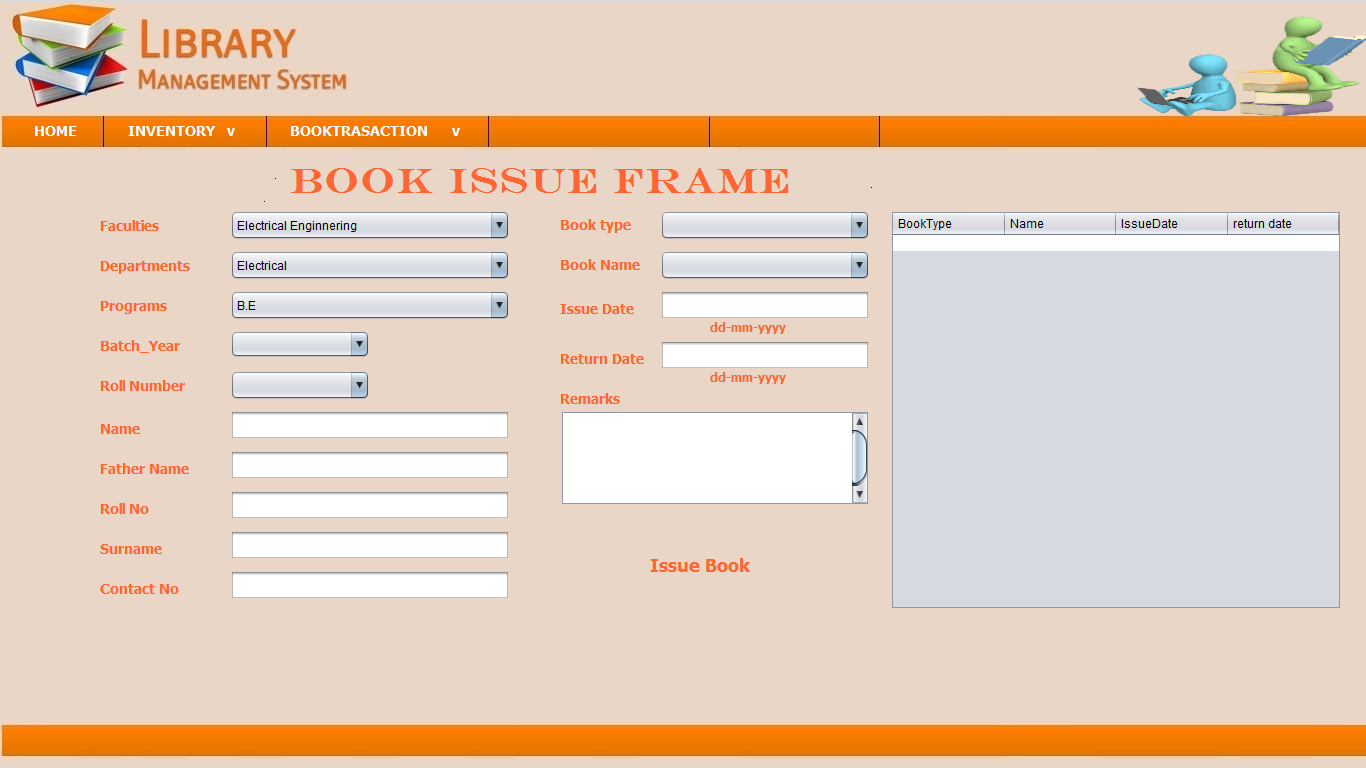 LIBRARY
MANAGEMENT SYSTEM
HOME
INVENTORY v
BOOKTRASACTION v
BOOK ISSUE FRAME
Faculties
Electrical Enginnering
Departments
Electrical
Programs
B.E
Batch_Year
Roll Number
Name
Father Name
Roll No
Surname
Contact No
Book type
Book Name
Issue Date
dd-mm-yyyy
Return Date
dd-mm-yyyy
Remarks
Issue Book
BookType Name IssueDate return date